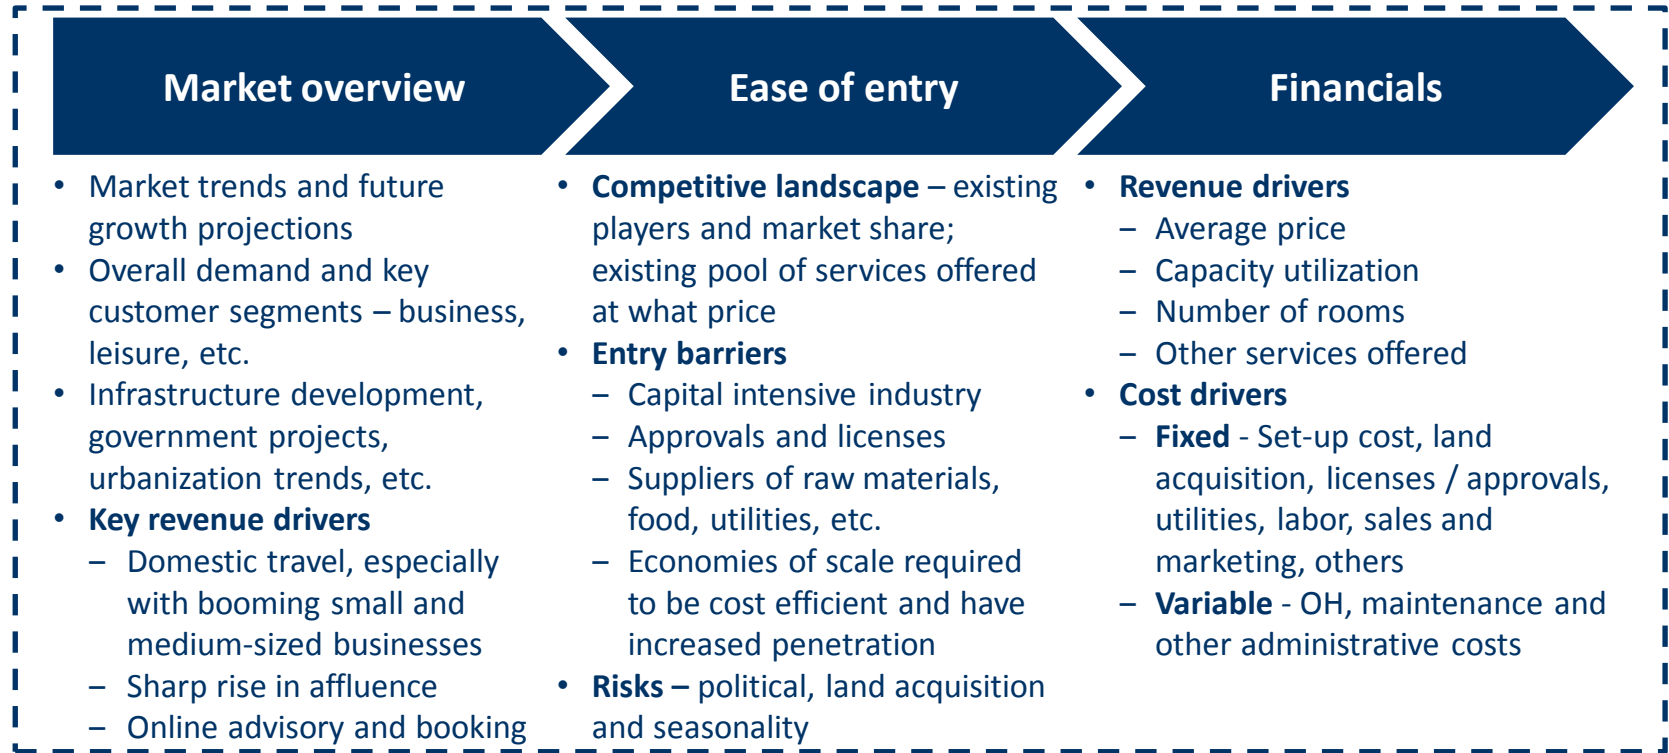 Market overview
• Market trends and future
growth projections
• Overall demand and key
customer segments – business,
leisure, etc.
• Infrastructure development,
government projects,
urbanization trends, etc.
• Key revenue drivers
– Domestic travel, especially
with booming small and
medium-sized businesses
– Sharp rise in affluence
– Online advisory and booking
Ease of entry
• Competitive landscape – existing
players and market share;
existing pool of services offered
at what price
• Entry barriers
– Capital intensive industry
– Approvals and licenses
– Suppliers of raw materials,
food, utilities, etc.
– Economies of scale required
to be cost efficient and have
increased penetration
• Risks – political, land acquisition
and seasonality
Financials
• Revenue drivers
– Average price
– Capacity utilization
– Number of rooms
– Other services offered
• Cost drivers
– Fixed - Set-up cost, land
acquisition, licenses / approvals,
utilities, labor, sales and
marketing, others
– Variable - OH, maintenance and
other administrative costs